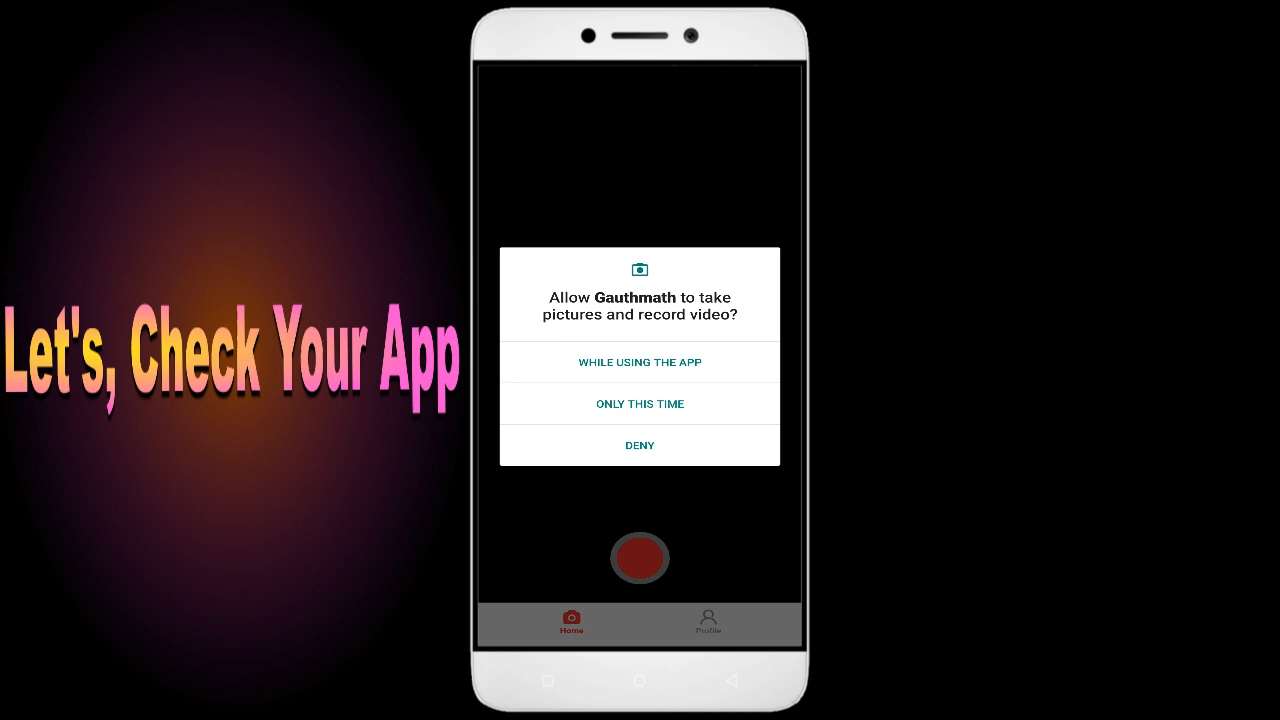 Let's, Check Your App
Allow Gauthmath to take
pictures and record video?
WHILE USING THE APP
ONLY THIS TIME
DENY
Home
Profile